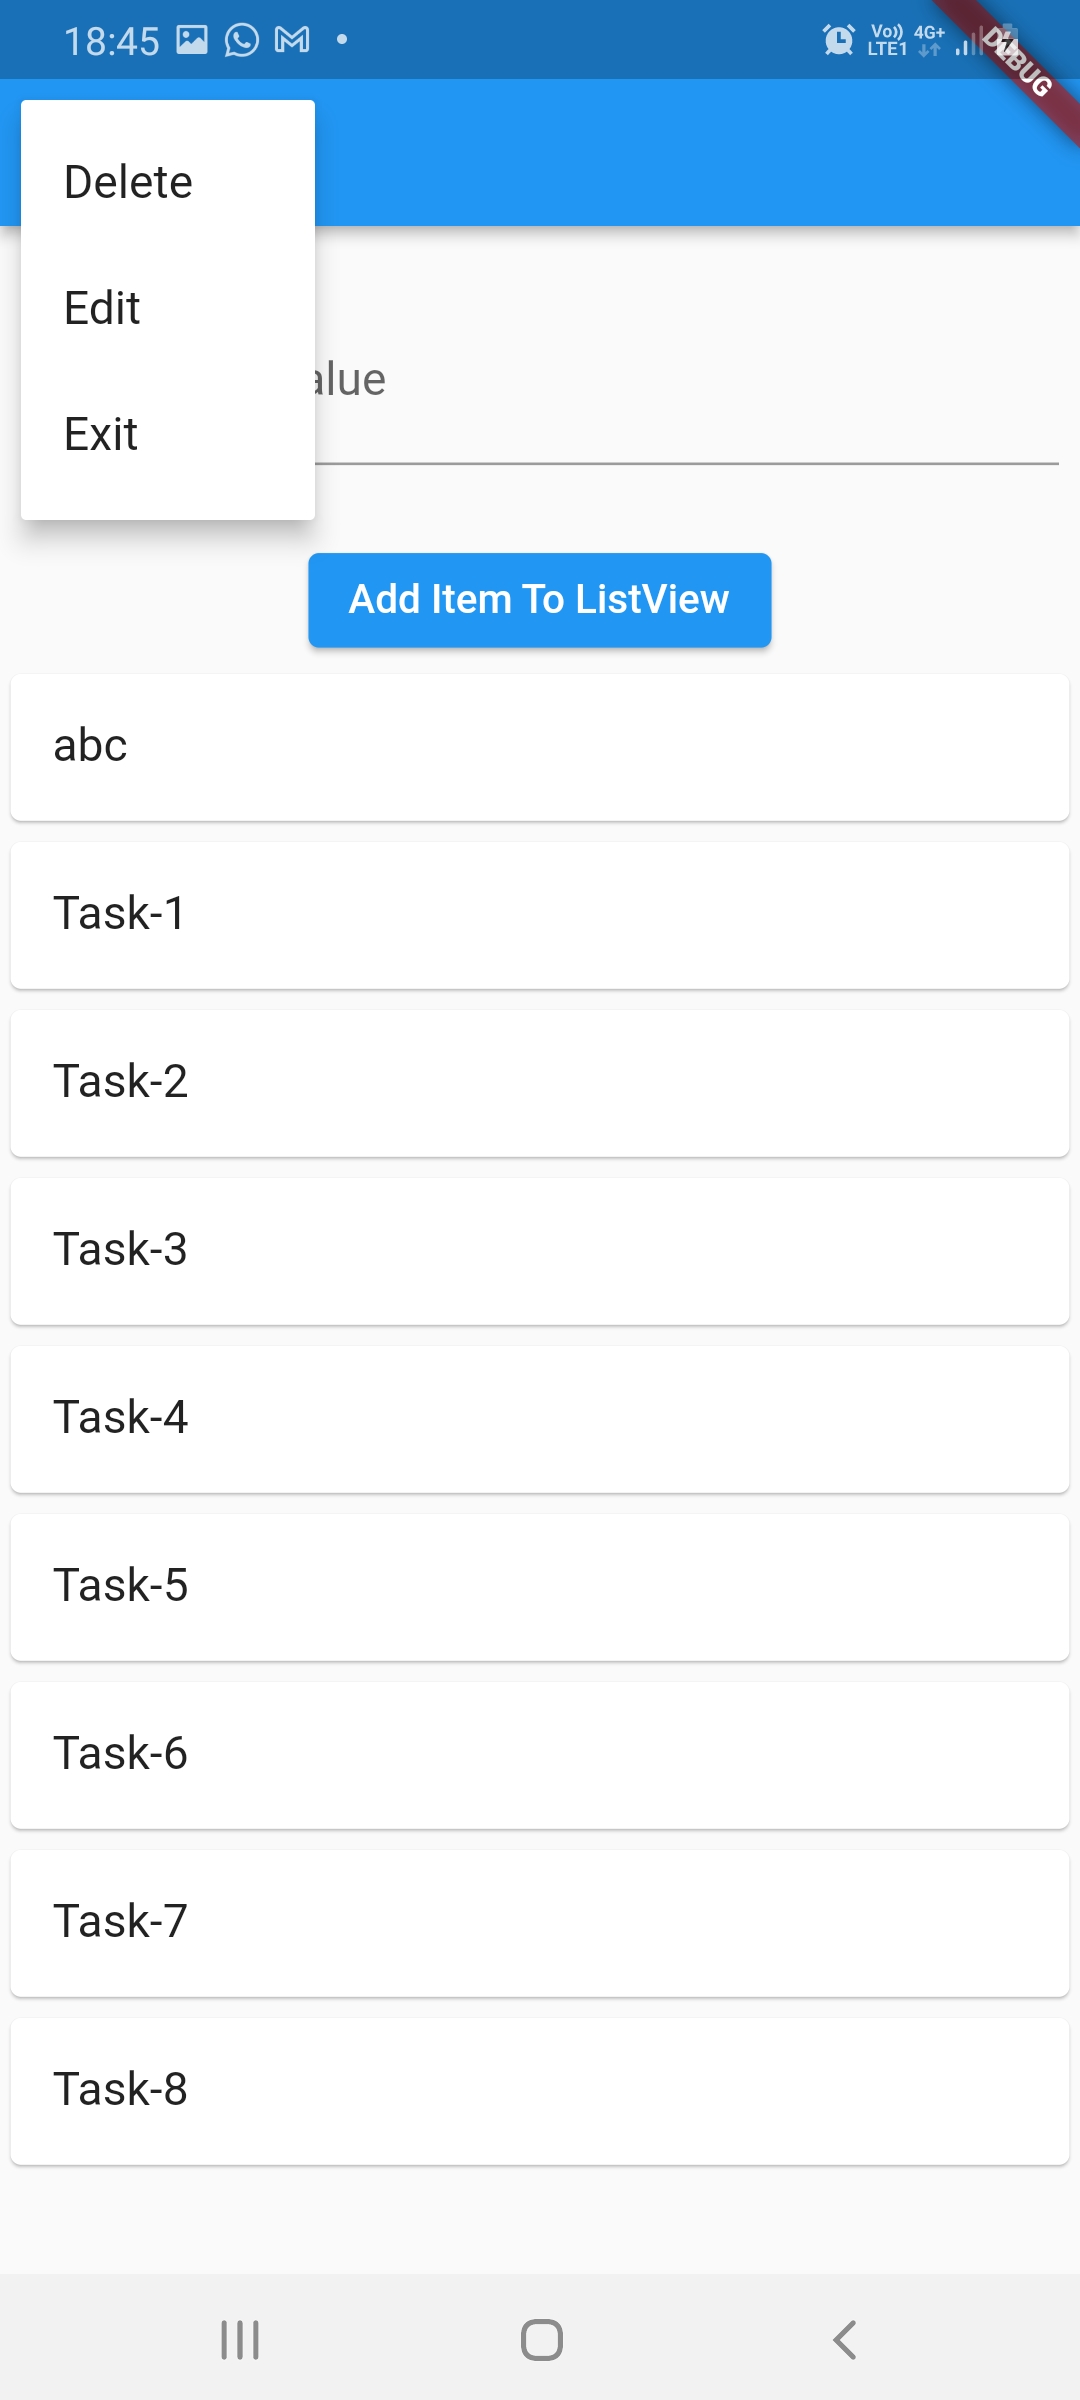 18:45
Vo)) 4G+
LTE1
DEBUG
Delete
Edit
alue
Exit
Add Item To ListView
abc
Task-1
Task-2
Task-3
Task-4
Task-5
Task-6
Task-7
Task-8